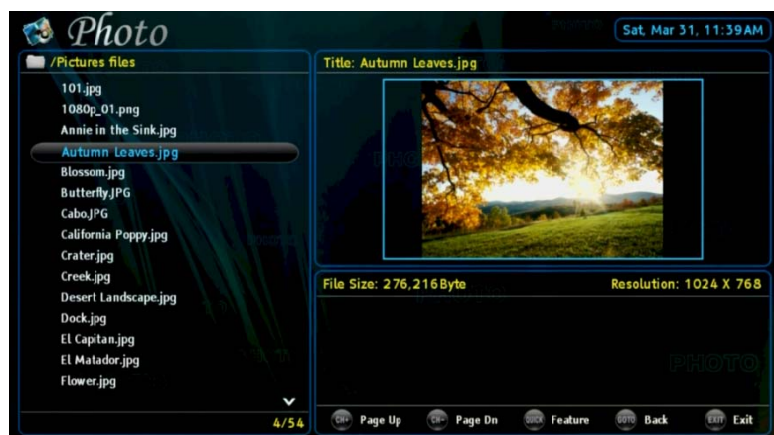 Photo
Sat, Mar 31, 11:39 AM
/Pictures files
101.jpg
1080p_01.png
Annie in the Sink.jpg
Autumn Leaves.jpg
Blossom.jpg
Butterfly.JPG
Cabo.JPG
California Poppy.jpg
Crater.jpg
Creek.jpg
Desert Landscape.jpg
Dock.jpg
El Capitan.jpg
El Matador.jpg
Flower.jpg
4/54
Title: Autumn Leaves.jpg
PHOTO
File Size: 276,216Byte
Resolution: 1024 X 768
PHOTO
CH+ Page Up
CH- Page Dn
QUICK Feature
GOTO Back
EXIT Exit